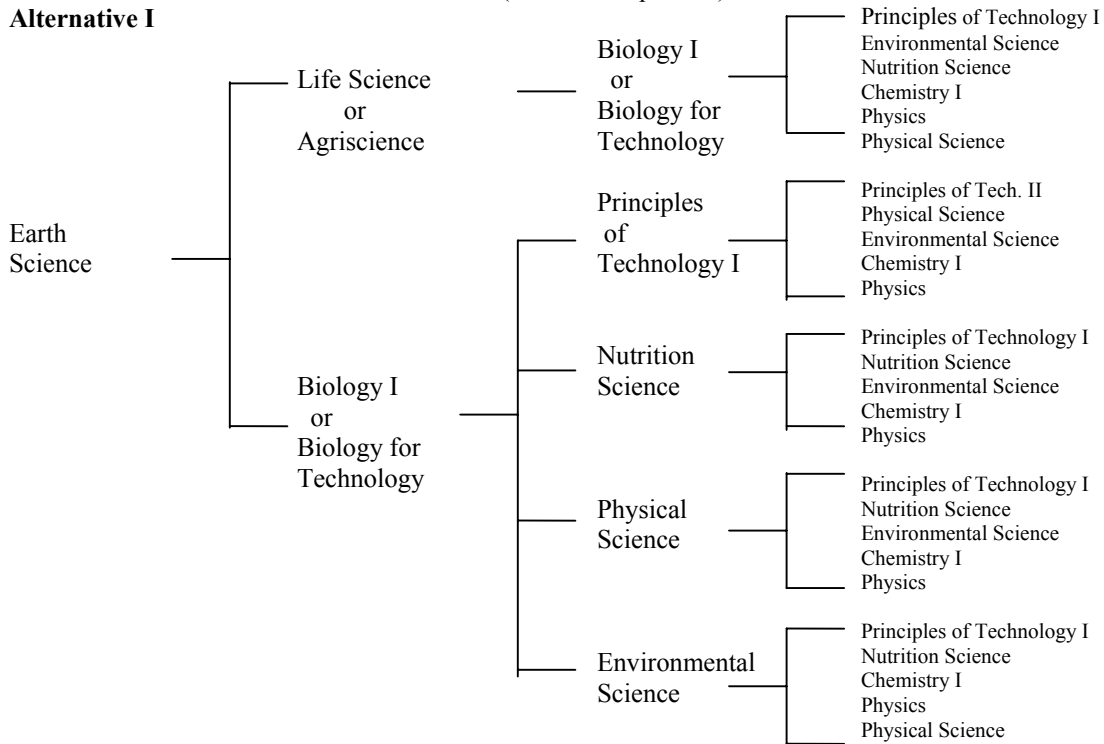 Alternative I
Earth
Science
Life Science
or
Agriscience
Biology I
or
Biology for
Technology
Biology I
or
Biology for
Technology
Principles of Technology I
Environmental Science
Nutrition Science
Chemistry I
Physics
Physical Science
Principles
of
Technology I
Principles of Tech. II
Physical Science
Environmental Science
Chemistry I
Physics
Nutrition
Science
Principles of Technology I
Nutrition Science
Environmental Science
Chemistry I
Physics
Physical
Science
Principles of Technology I
Nutrition Science
Environmental Science
Chemistry I
Physics
Environmental
Science
Principles of Technology I
Nutrition Science
Chemistry I
Physics
Physical Science